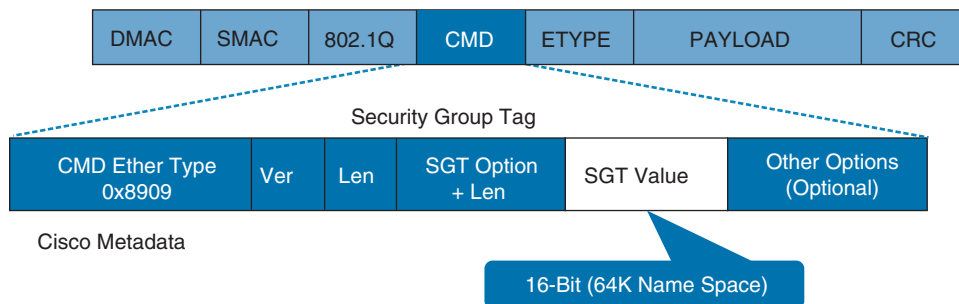 DMAC SMAC 802.1Q CMD ETYPE PAYLOAD CRC
Security Group Tag
CMD Ether Type
0x8909
Ver
Len
SGT Option
+ Len
SGT Value
Other Options
(Optional)
Cisco Metadata
16-Bit (64K Name Space)